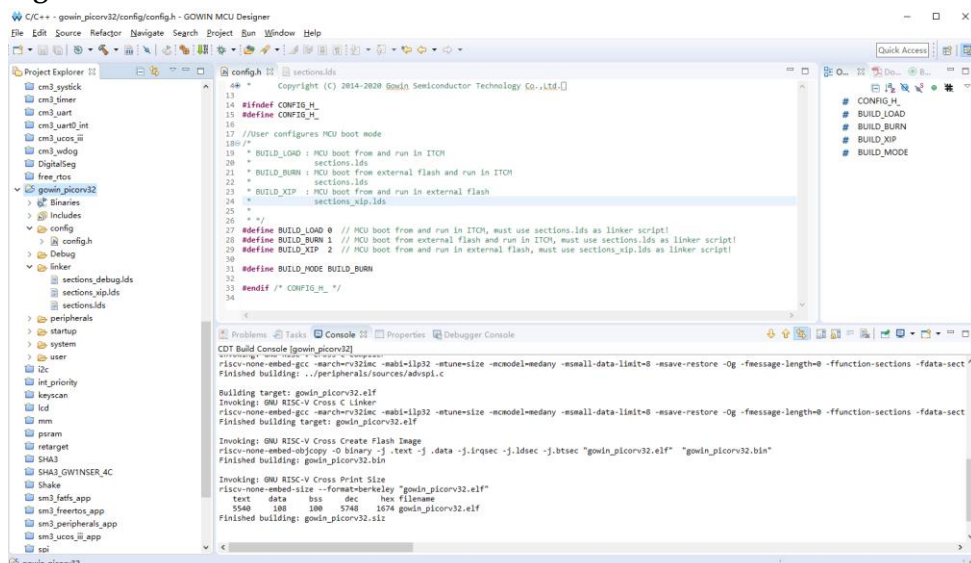 C/C++ - gowin_picorv32/config/config.h - GOWIN MCU Designer
File Edit Source Refactor Navigate Search Project Run Window Help
Quick Access
Project Explorer
cm3_systick
cm3_timer
cm3_uart
cm3_uart0_int
cm3_ucos_iii
cm3_wdog
DigitalSeg
free_rtos
gowin_picorv32
Binaries
Includes
config
config.h
Debug
linker
sections_debug.lds
sections_xip.lds
sections.lds
peripherals
startup
system
user
i2c
int_priority
keyscan
lcd
mm
psram
retarget
SHA3
SHA3_GW1NSER_4C
Shake
sm3_fatfs_app
sm3_freertos_app
sm3_peripherals_app
sm3_ucos_iii_app
spi
config.h sections.lds
4 * Copyright (C) 2014-2020 Gowin Semiconductor Technology Co.,Ltd.
13
14 #ifndef CONFIG_H_
15 #define CONFIG_H_
16
17 //User configures MCU boot mode
18 /*
19 * BUILD_LOAD : MCU boot from and run in ITCM
20 * sections.lds
21 * BUILD_BURN : MCU boot from external flash and run in ITCM
22 * sections.lds
23 * BUILD_XIP : MCU boot from and run in external flash
24 * sections_xip.lds
25 *
26 * */
27 #define BUILD_LOAD 0 // MCU boot from and run in ITCM, must use sections.lds as linker script!
28 #define BUILD_BURN 1 // MCU boot from external flash and run in ITCM, must use sections.lds as linker script!
29 #define BUILD_XIP 2 // MCU boot from and run in external flash, must use sections_xip.lds as linker script!
30
31 #define BUILD_MODE BUILD_BURN
32
33 #endif /* CONFIG_H_ */
34
O... Do... B...
CONFIG_H_
BUILD_LOAD
BUILD_BURN
BUILD_XIP
BUILD_MODE
Problems Tasks Console Properties Debugger Console
CDT Build Console [gowin_picorv32]
riscv-none-embed-gcc -march=rv32imc -mabi=ilp32 -mtune=size -mcmodel=medany -msmall-data-limit=8 -msave-restore -Og -fmessage-length=0 -ffunction-sections -fdata-sect
Finished building: ../peripherals/sources/advspi.c
Building target: gowin_picorv32.elf
Invoking: GNU RISC-V Cross C Linker
riscv-none-embed-gcc -march=rv32imc -mabi=ilp32 -mtune=size -mcmodel=medany -msmall-data-limit=8 -msave-restore -Og -fmessage-length=0 -ffunction-sections -fdata-sect
Finished building target: gowin_picorv32.elf
Invoking: GNU RISC-V Cross Create Flash Image
riscv-none-embed-objcopy -O binary -j .text -j .data -j.irqsec -j.ldsec -j.btsec "gowin_picorv32.elf" "gowin_picorv32.bin"
Finished building: gowin_picorv32.bin
Invoking: GNU RISC-V Cross Print Size
riscv-none-embed-size --format=berkeley "gowin_picorv32.elf"
text data bss dec hex filename
5540 108 100 5748 1674 gowin_picorv32.elf
Finished building: gowin_picorv32.siz